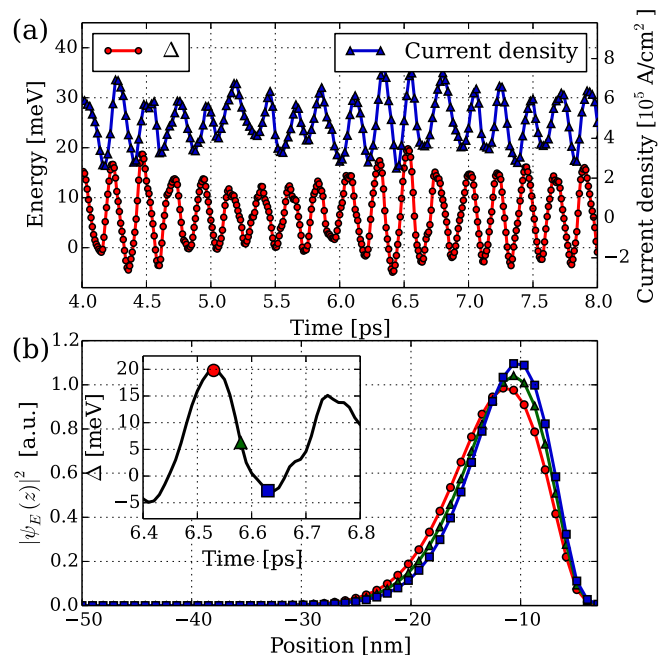 (a)
Δ
Current density
Energy [meV]
40
30
20
10
0
8
6
4
2
0
−2
Current density [10⁵ A/cm²]
4.0 4.5 5.0 5.5 6.0 6.5 7.0 7.5 8.0
Time [ps]
(b)
|ψ_E(z)|² [a.u.]
1.2
1.0
0.8
0.6
0.4
0.2
0.0
Δ [meV]
20
15
10
5
0
−5
6.4 6.5 6.6 6.7 6.8
Time [ps]
−50 −40 −30 −20 −10
Position [nm]